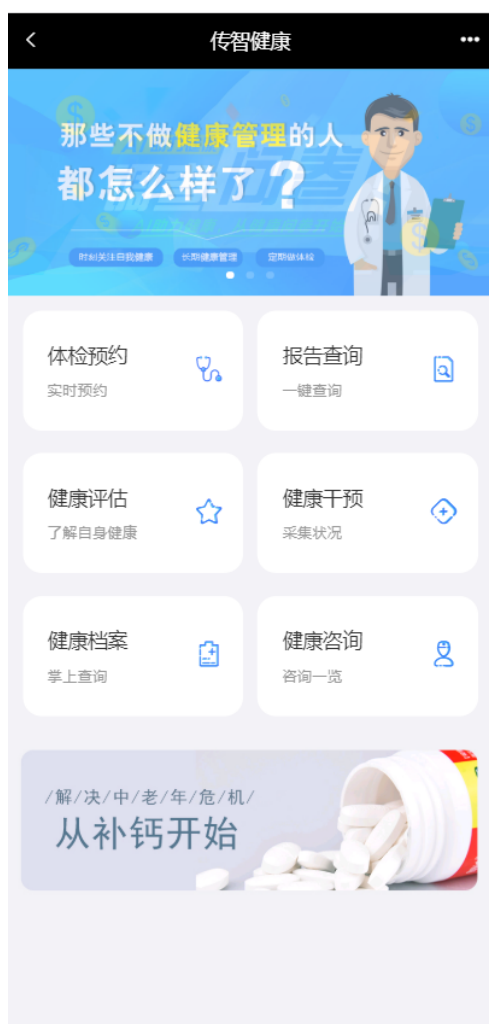 传智健康
那些不做健康管理的人
都怎么样了？
时刻关注自我健康 长期健康管理 定期做体检
体检预约
实时预约
报告查询
一键查询
健康评估
了解自身健康
健康干预
采集状况
健康档案
掌上查询
健康咨询
咨询一览
/解/决/中/老/年/危/机/
从补钙开始